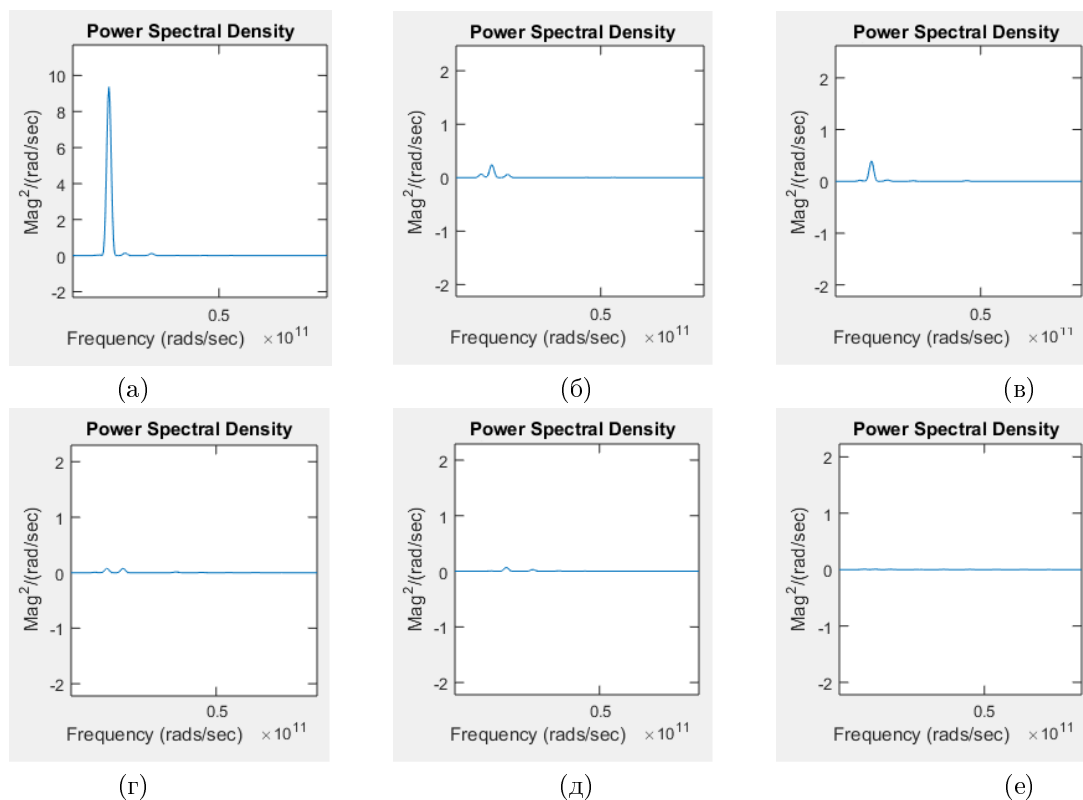 Power Spectral Density
Mag²/(rad/sec)
10
8
6
4
2
0
-2
0.5
Frequency (rads/sec) ×10¹¹
(а)
Power Spectral Density
Mag²/(rad/sec)
2
1
0
-1
-2
0.5
Frequency (rads/sec) ×10¹¹
(б)
Power Spectral Density
Mag²/(rad/sec)
2
1
0
-1
-2
0.5
Frequency (rads/sec) ×10¹¹
(в)
Power Spectral Density
Mag²/(rad/sec)
2
1
0
-1
-2
0.5
Frequency (rads/sec) ×10¹¹
(г)
Power Spectral Density
Mag²/(rad/sec)
2
1
0
-1
-2
0.5
Frequency (rads/sec) ×10¹¹
(д)
Power Spectral Density
Mag²/(rad/sec)
2
1
0
-1
-2
0.5
Frequency (rads/sec) ×10¹¹
(е)